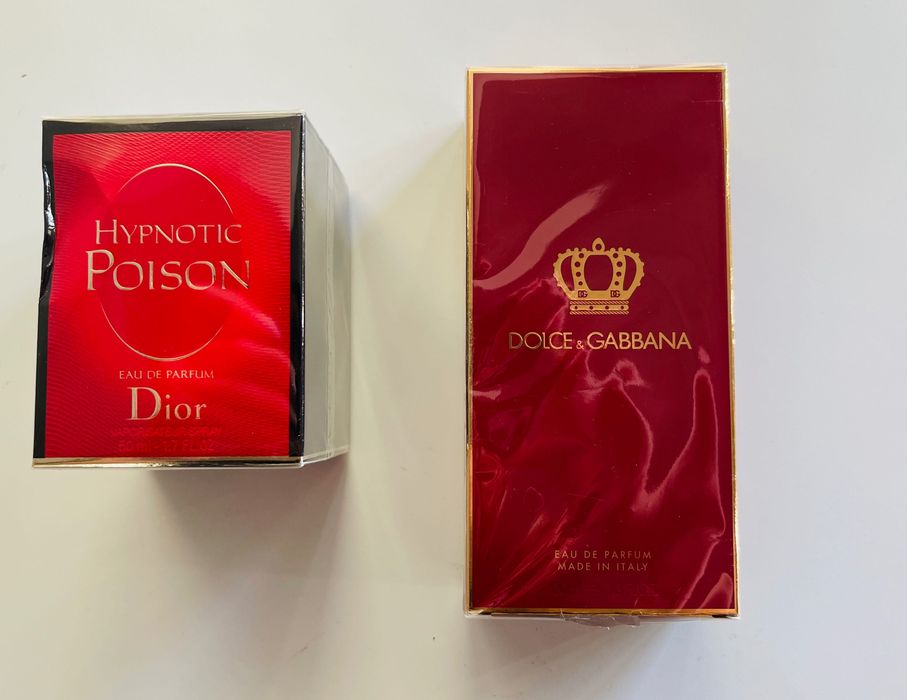 HYPNOTIC
POISON
EAU DE PARFUM
Dior
DOLCE & GABBANA
EAU DE PARFUM
MADE IN ITALY